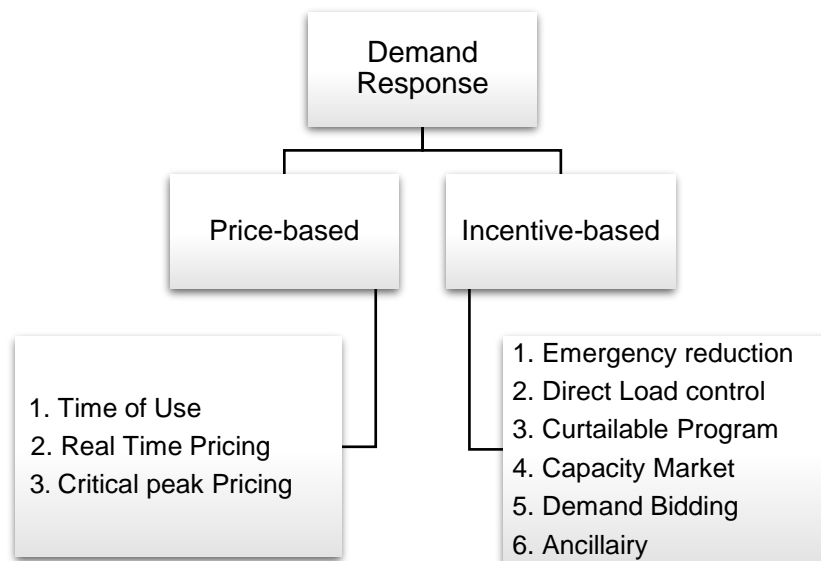 Demand
Response
Price-based
Incentive-based
1. Time of Use
2. Real Time Pricing
3. Critical peak Pricing
1. Emergency reduction
2. Direct Load control
3. Curtailable Program
4. Capacity Market
5. Demand Bidding
6. Ancillairy